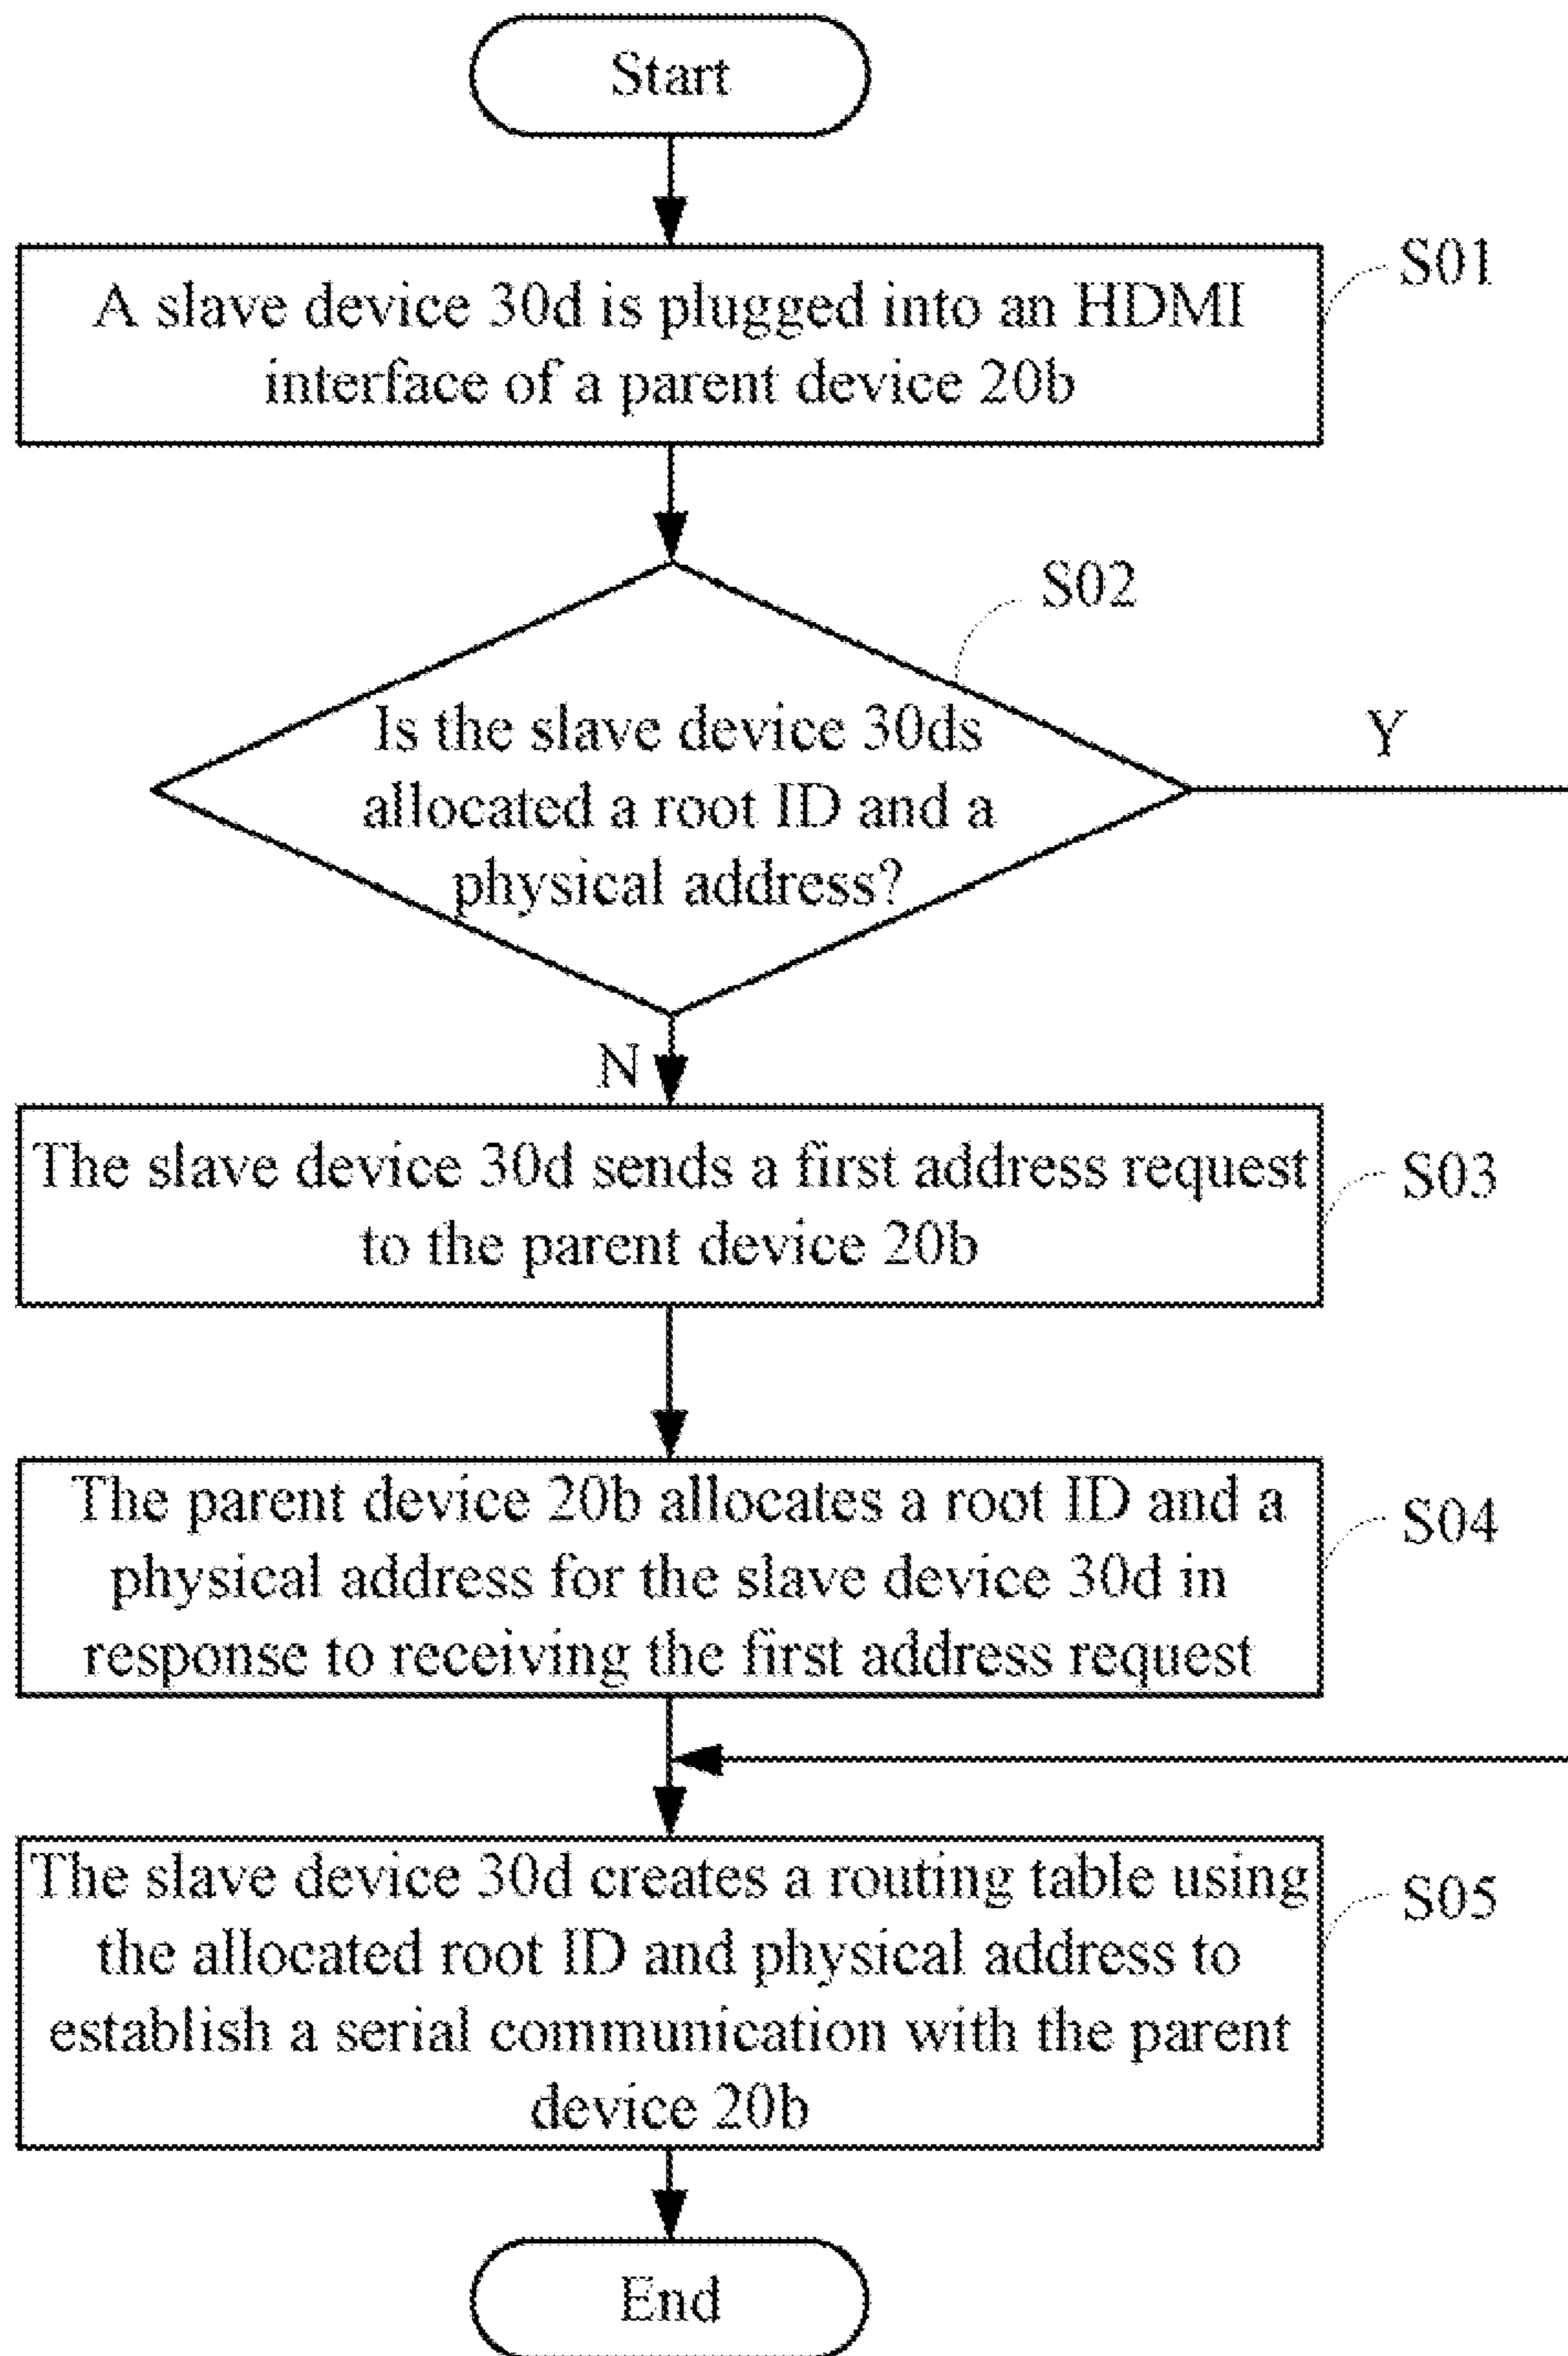 Start
A slave device 30d is plugged into an HDMI
interface of a parent device 20b
S01
S02
Is the slave device 30ds
allocated a root ID and a
physical address?
Y
N
The slave device 30d sends a first address request
to the parent device 20b
S03
The parent device 20b allocates a root ID and a
physical address for the slave device 30d in
response to receiving the first address request
S04
The slave device 30d creates a routing table using
the allocated root ID and physical address to
establish a serial communication with the parent
device 20b
S05
End